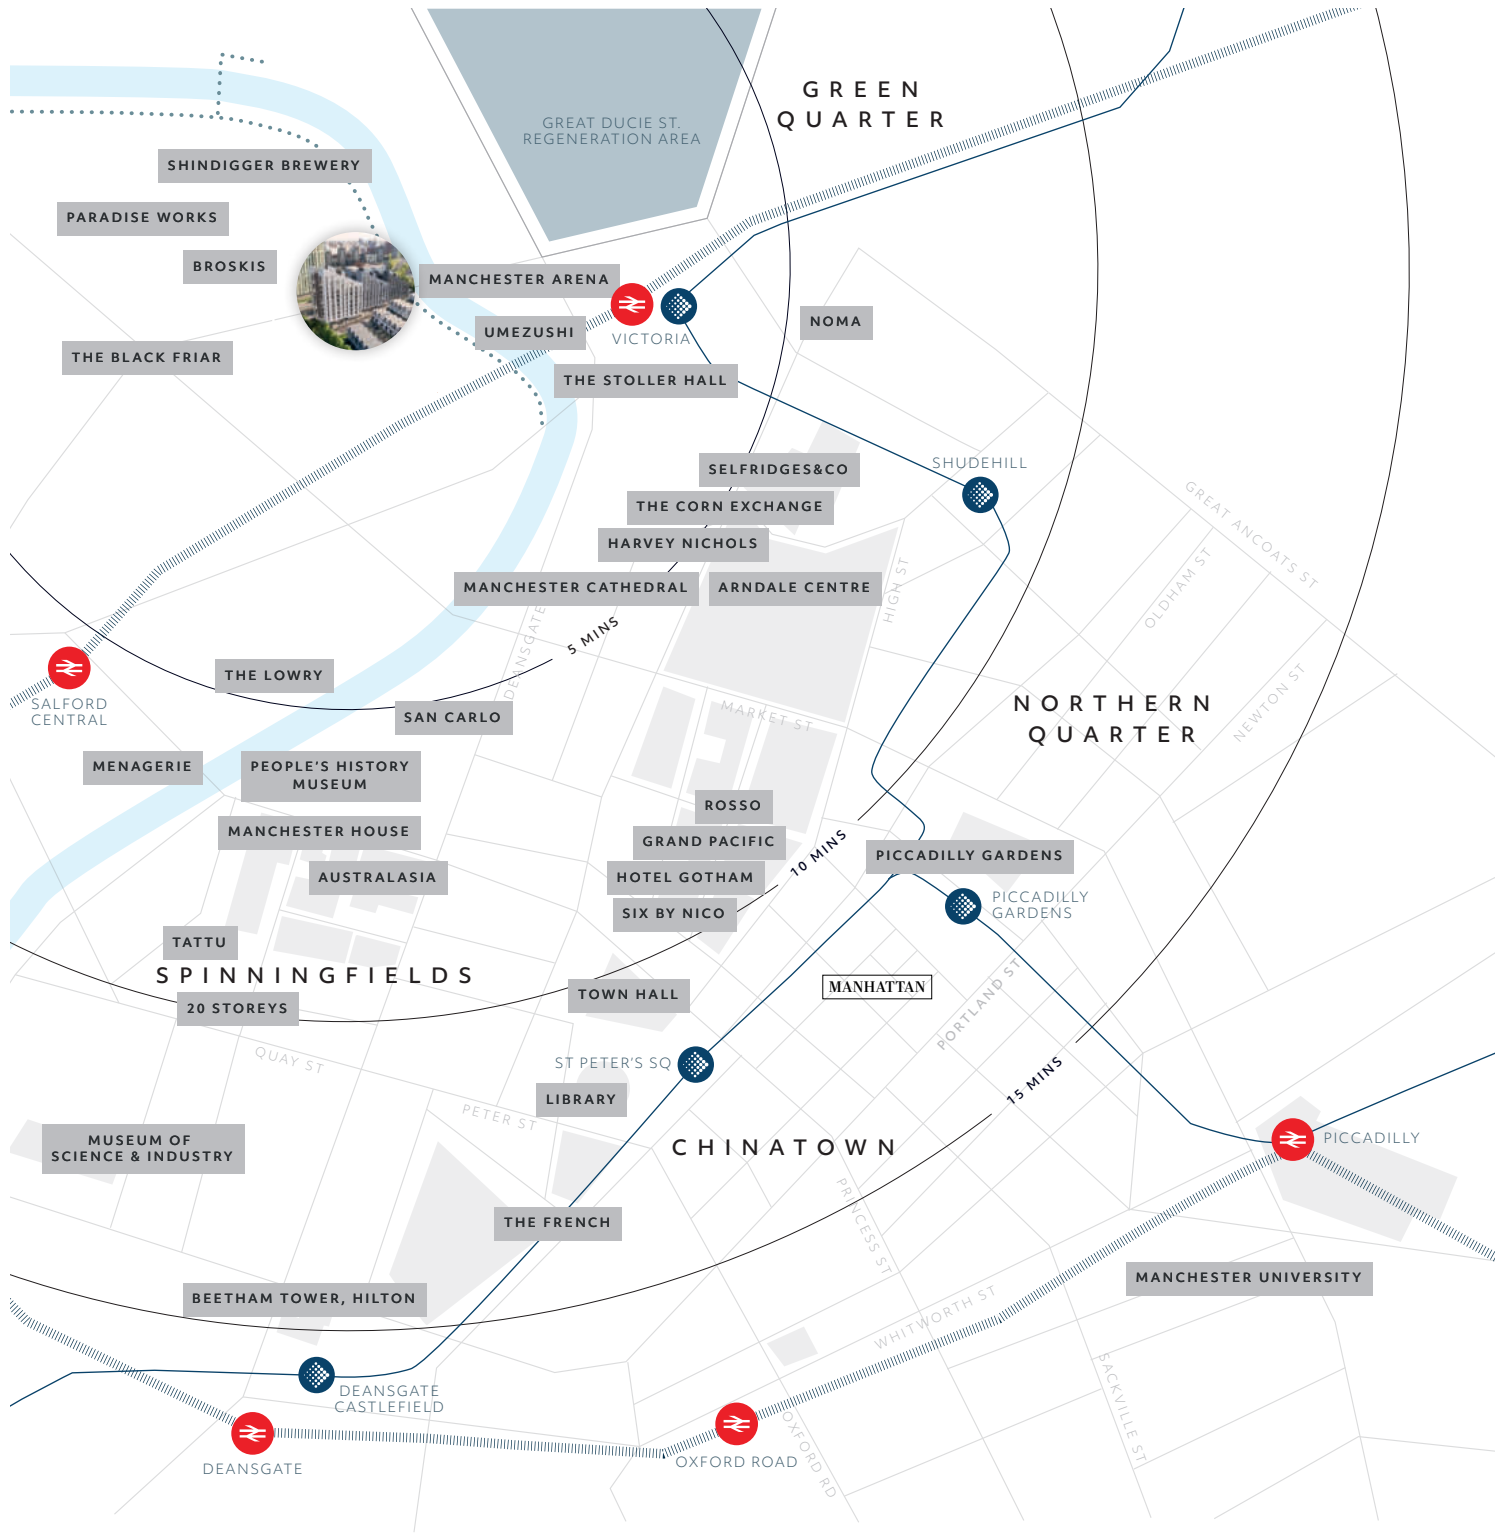 GREEN
QUARTER
GREAT DUCIE ST.
REGENERATION AREA
SHINDIGGER BREWERY
PARADISE WORKS
BROSKIS
MANCHESTER ARENA
UMEZUSHI
VICTORIA
NOMA
THE BLACK FRIAR
THE STOLLER HALL
SELFRIDGES&CO
SHUDEHILL
THE CORN EXCHANGE
HARVEY NICHOLS
MANCHESTER CATHEDRAL
ARNDALE CENTRE
HIGH ST
GREAT ANCOATS ST
OLDHAM ST
NEWTON ST
DEANSGATE
5 MINS
THE LOWRY
SALFORD
CENTRAL
SAN CARLO
MARKET ST
NORTHERN
QUARTER
MENAGERIE
PEOPLE'S HISTORY
MUSEUM
ROSSO
MANCHESTER HOUSE
GRAND PACIFIC
10 MINS
PICCADILLY GARDENS
AUSTRALASIA
HOTEL GOTHAM
PICCADILLY
GARDENS
SIX BY NICO
TATTU
SPINNINGFIELDS
20 STOREYS
TOWN HALL
MANHATTAN
PORTLAND ST
QUAY ST
ST PETER'S SQ
15 MINS
LIBRARY
PETER ST
MUSEUM OF
SCIENCE & INDUSTRY
CHINATOWN
PICCADILLY
PRINCESS ST
THE FRENCH
MANCHESTER UNIVERSITY
BEETHAM TOWER, HILTON
WHITWORTH ST
SACKVILLE ST
DEANSGATE
CASTLEFIELD
OXFORD RD
DEANSGATE
OXFORD ROAD